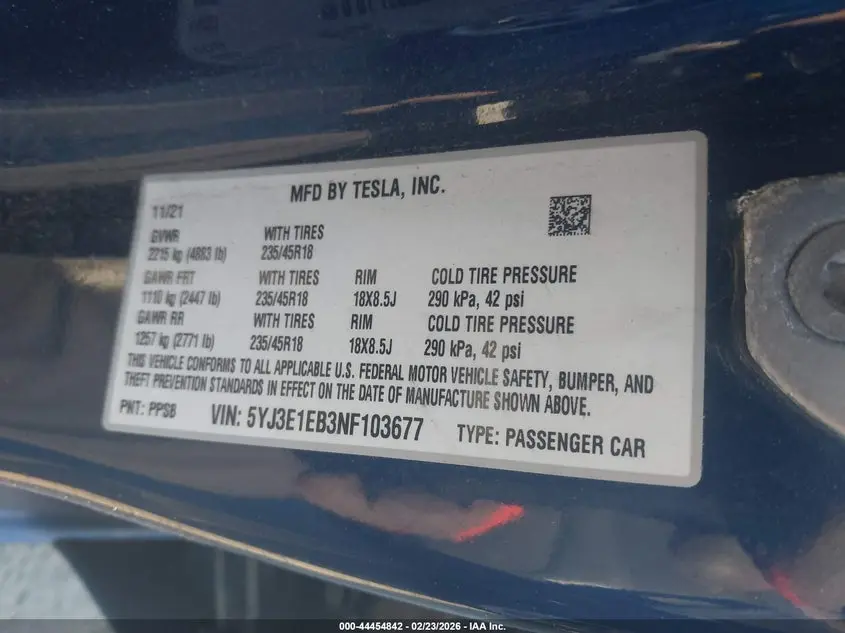 MFD BY TESLA, INC.
11/21
GVWR WITH TIRES
2215 kg (4883 lb) 235/45R18
GAWR FRT WITH TIRES RIM COLD TIRE PRESSURE
1110 kg (2447 lb) 235/45R18 18X8.5J 290 kPa, 42 psi
GAWR RR WITH TIRES RIM COLD TIRE PRESSURE
1257 kg (2771 lb) 235/45R18 18X8.5J 290 kPa, 42 psi
THIS VEHICLE CONFORMS TO ALL APPLICABLE U.S. FEDERAL MOTOR VEHICLE SAFETY, BUMPER, AND
THEFT PREVENTION STANDARDS IN EFFECT ON THE DATE OF MANUFACTURE SHOWN ABOVE.
PNT: PPSB VIN: 5YJ3E1EB3NF103677 TYPE: PASSENGER CAR
000-44454842 - 02/23/2026 - IAA Inc.